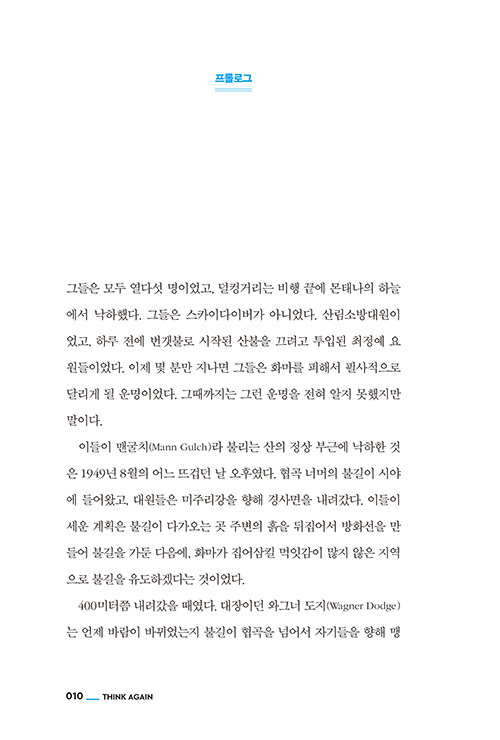 프롤로그
그들은 모두 열다섯 명이었고, 덜컹거리는 비행 끝에 몬태나의 하늘
에서 낙하했다. 그들은 스카이다이버가 아니었다. 산림소방대원이
었고, 하루 전에 번갯불로 시작된 산불을 끄려고 투입된 최정예 요
원들이었다. 이제 몇 분만 지나면 그들은 화마를 피해서 필사적으로
달리게 될 운명이었다. 그때까지는 그런 운명을 전혀 알지 못했지만
말이다.
이들이 맨굴치(Mann Gulch)라 불리는 산의 정상 부근에 낙하한 것
은 1949년 8월의 어느 뜨겁던 날 오후였다. 협곡 너머의 불길이 시야
에 들어왔고, 대원들은 미주리강을 향해 경사면을 내려갔다. 이들이
세운 계획은 불길이 다가오는 곳 주변의 흙을 뒤집어서 방화선을 만
들어 불길을 가둔 다음에, 화마가 집어삼킬 먹잇감이 많지 않은 지역
으로 불길을 유도하겠다는 것이었다.
400미터쯤 내려갔을 때였다. 대장이던 와그너 도지(Wagner Dodge)
는 언제 바람이 바뀌었는지 불길이 협곡을 넘어서 자기들을 향해 맹
010 THINK AGAIN